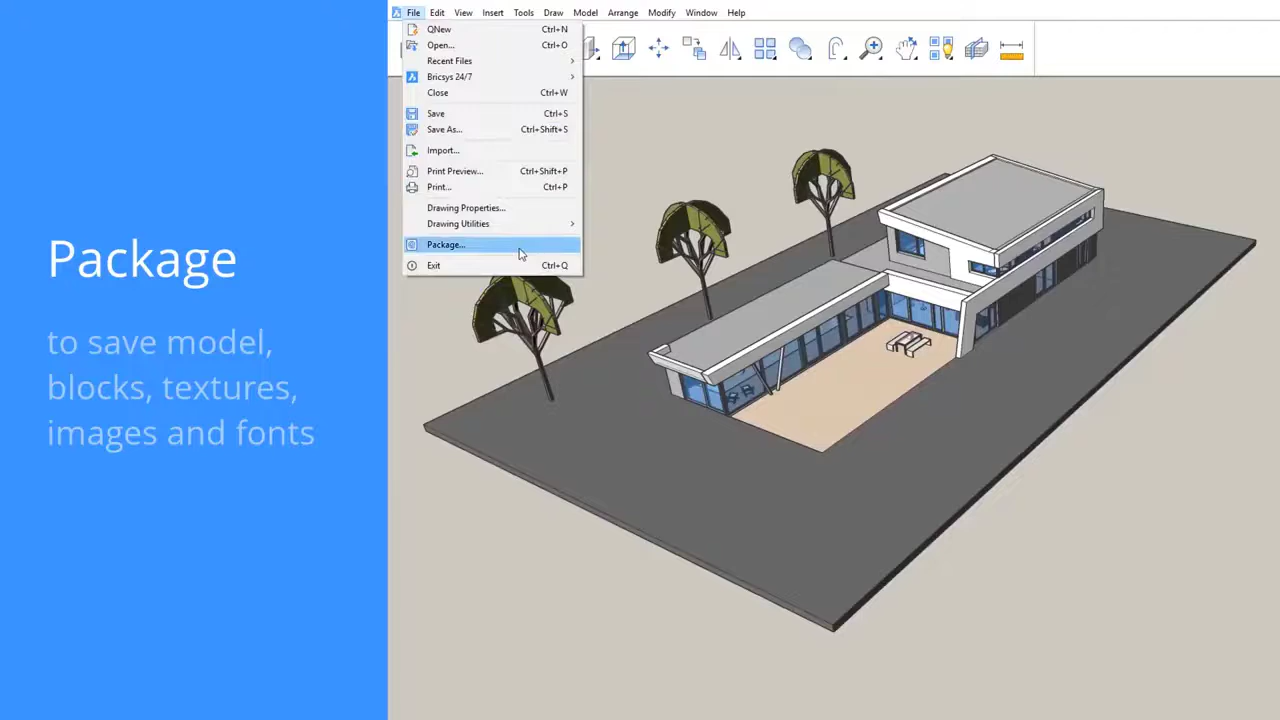 Package
to save model,
blocks, textures,
images and fonts
File Edit View Insert Tools Draw Model Arrange Modify Window Help
QNew Ctrl+N
Open... Ctrl+O
Recent Files
Bricsys 24/7
Close Ctrl+W
Save Ctrl+S
Save As... Ctrl+Shift+S
Import...
Print Preview... Ctrl+Shift+P
Print... Ctrl+P
Drawing Properties...
Drawing Utilities
Package...
Exit Ctrl+Q